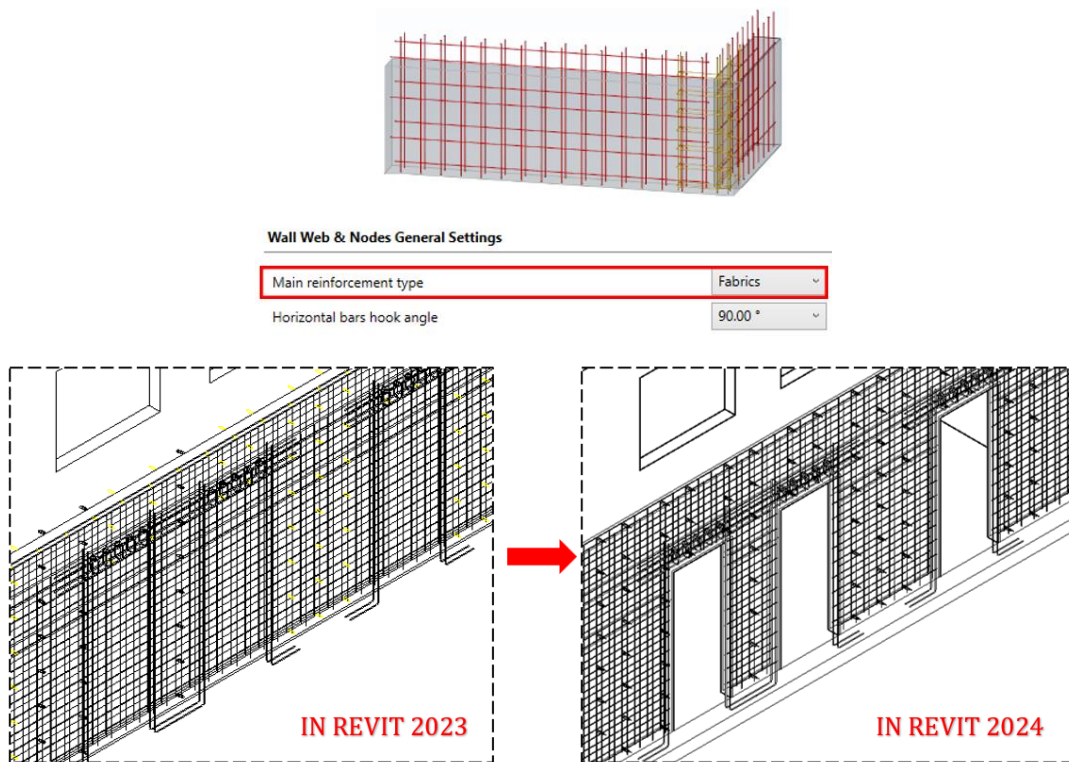 Wall Web & Nodes General Settings
Main reinforcement type Fabrics
Horizontal bars hook angle 90.00 °
IN REVIT 2023
IN REVIT 2024